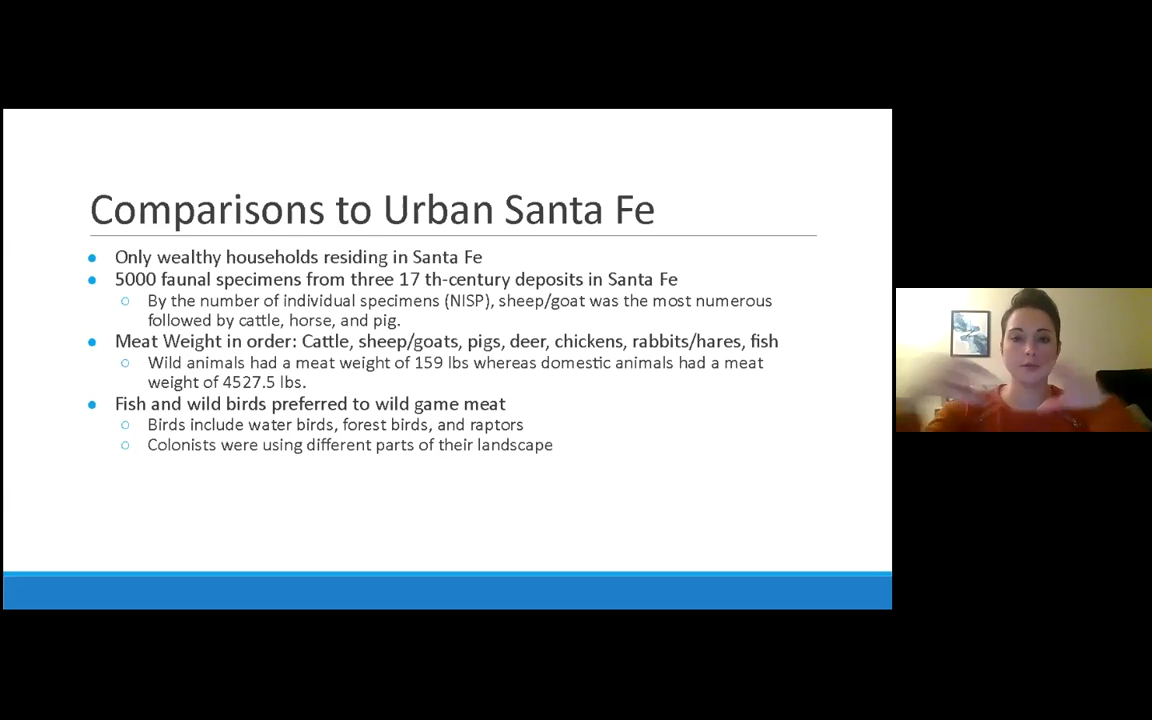 Comparisons to Urban Santa Fe
Only wealthy households residing in Santa Fe
5000 faunal specimens from three 17 th-century deposits in Santa Fe
By the number of individual specimens (NISP), sheep/goat was the most numerous
followed by cattle, horse, and pig.
Meat Weight in order: Cattle, sheep/goats, pigs, deer, chickens, rabbits/hares, fish
Wild animals had a meat weight of 159 lbs whereas domestic animals had a meat
weight of 4527.5 lbs.
Fish and wild birds preferred to wild game meat
Birds include water birds, forest birds, and raptors
Colonists were using different parts of their landscape